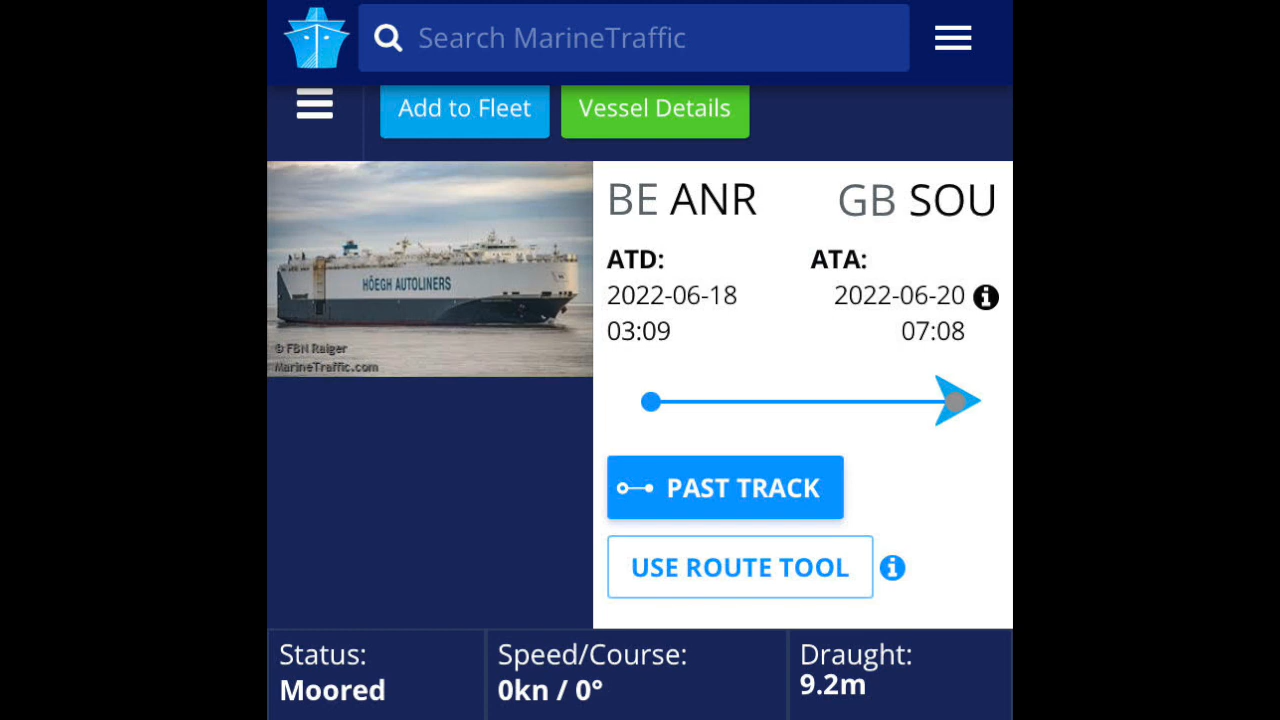 Search MarineTraffic
Add to Fleet
Vessel Details
HÖEGH AUTOLINERS
© FBN Raiger
MarineTraffic.com
BE ANR
GB SOU
ATD:
ATA:
2022-06-18
2022-06-20
03:09
07:08
PAST TRACK
USE ROUTE TOOL
Status:
Moored
Speed/Course:
0kn / 0°
Draught:
9.2m